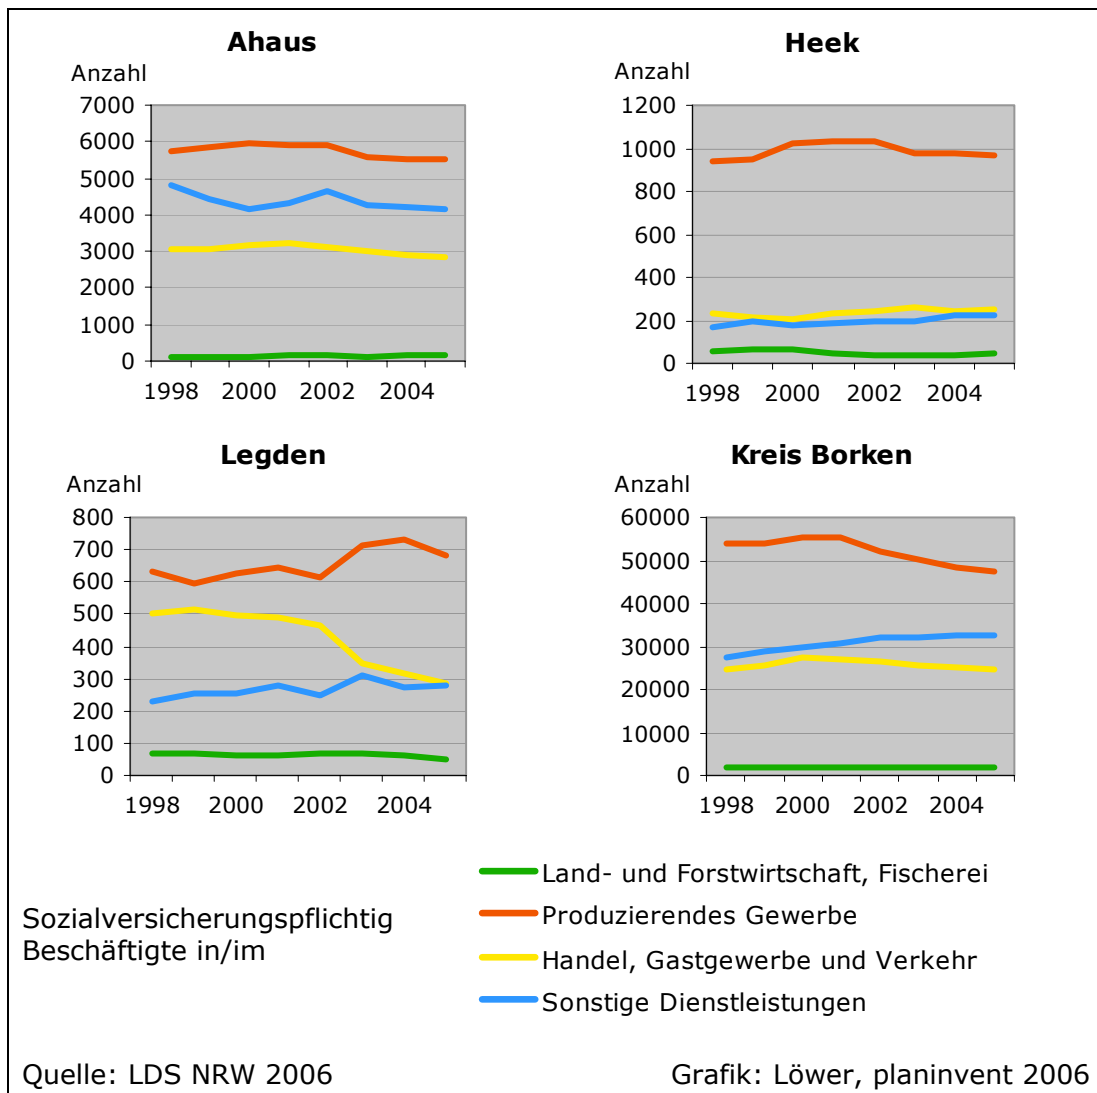 Ahaus
Anzahl
7000
6000
5000
4000
3000
2000
1000
0
1998 2000 2002 2004
Heek
Anzahl
1200
1000
800
600
400
200
0
1998 2000 2002 2004
Legden
Anzahl
800
700
600
500
400
300
200
100
0
1998 2000 2002 2004
Kreis Borken
Anzahl
60000
50000
40000
30000
20000
10000
0
1998 2000 2002 2004
Sozialversicherungspflichtig
Beschäftigte in/im
Land- und Forstwirtschaft, Fischerei
Produzierendes Gewerbe
Handel, Gastgewerbe und Verkehr
Sonstige Dienstleistungen
Quelle: LDS NRW 2006
Grafik: Löwer, planinvent 2006